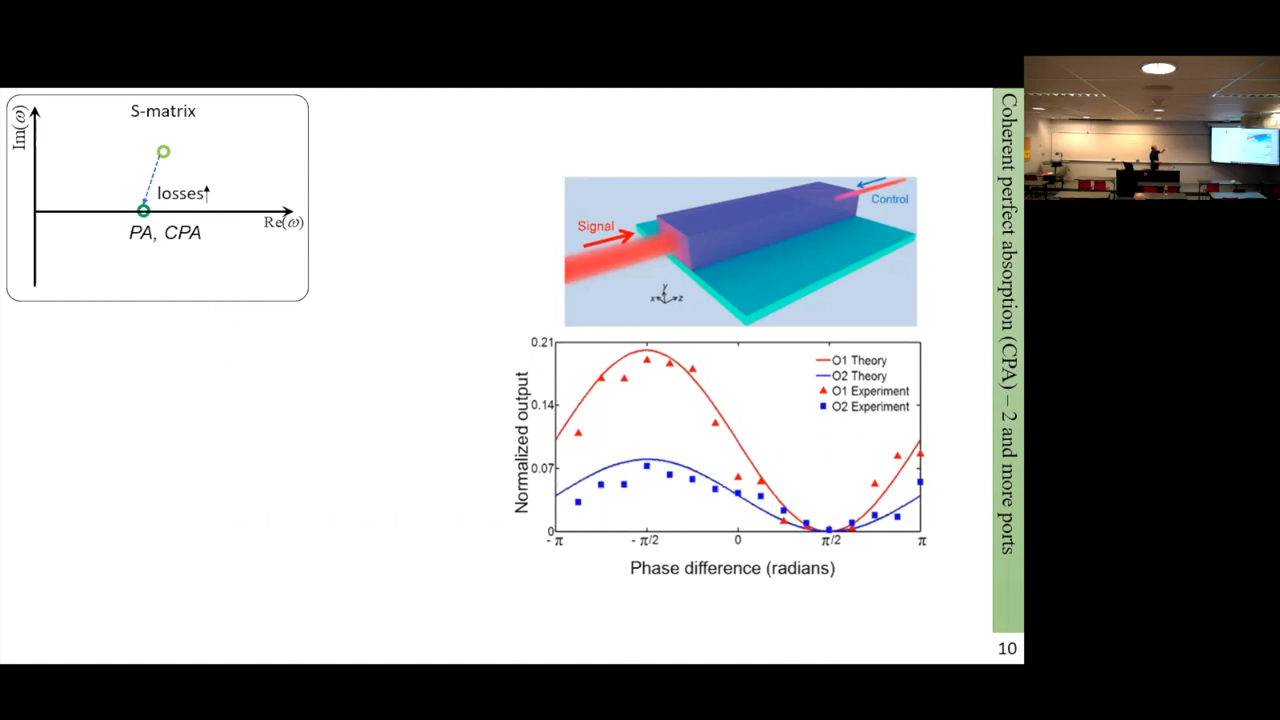 S-matrix
Im(ω)
losses↑
Re(ω)
PA, CPA
Signal
Control
y
x
z
Normalized output
0.21
0.14
0.07
0
O1 Theory
O2 Theory
O1 Experiment
O2 Experiment
-π
-π/2
0
π/2
π
Phase difference (radians)
Coherent perfect absorption (CPA) – 2 and more ports
10